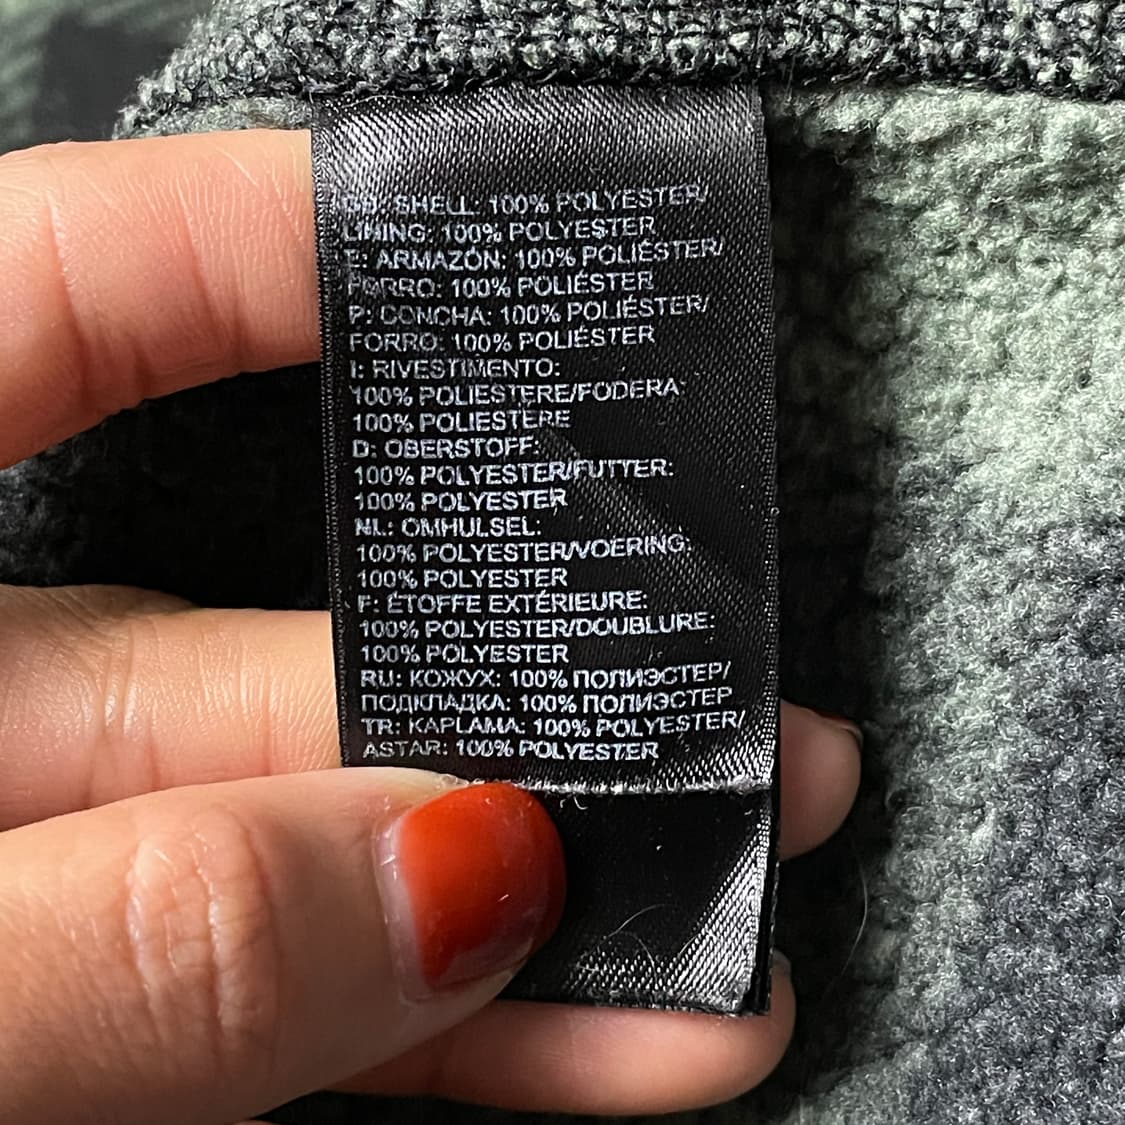 GB: SHELL 100% POLYESTER/
LINING: 100% POLYESTER
E: ARMAZÓN: 100% POLIÉSTER/
FORRO: 100% POLIÉSTER
P: CONCHA: 100% POLIÉSTER/
FORRO: 100% POLIÉSTER
I: RIVESTIMENTO:
100% POLIESTERE/FODERA:
100% POLIESTERE
D: OBERSTOFF:
100% POLYESTER/FUTTER:
100% POLYESTER
NL: OMHULSEL:
100% POLYESTER/VOERING:
100% POLYESTER
F: ÉTOFFE EXTÉRIEURE:
100% POLYESTER/DOUBLURE:
100% POLYESTER
RU: КОЖУХ: 100% ПОЛИЭСТЕР/
ПОДКЛАДКА: 100% ПОЛИЭСТЕР
TR: KAPLAMA: 100% POLYESTER/
ASTAR: 100% POLYESTER